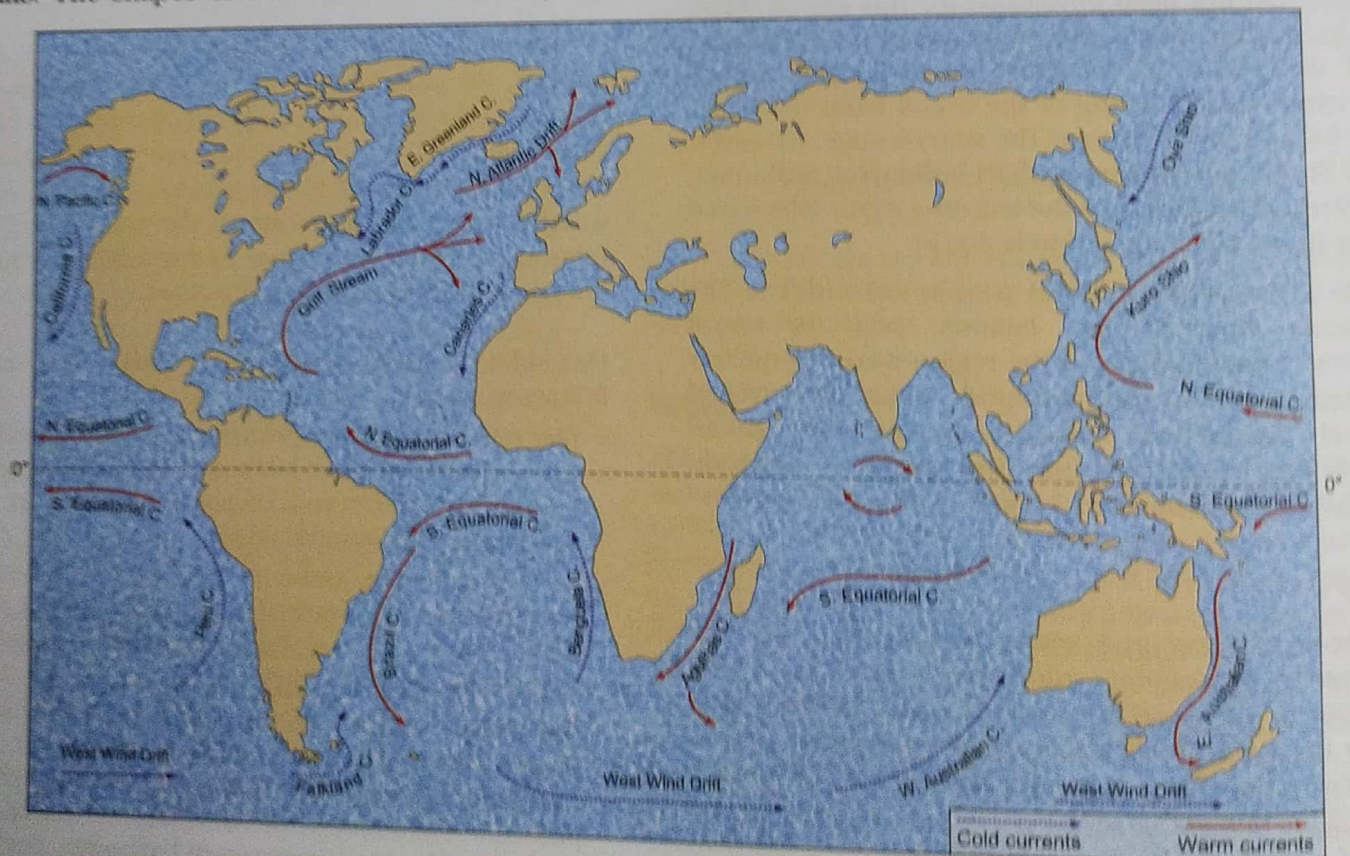 E. Greenland C.
N. Atlantic Drift
Oya Shio
N. Pacific C.
Labrador C.
California C.
Gulf Stream
Canaries C.
Kuro Shio
N. Equatorial C.
N. Equatorial C.
N Equatorial C.
0°
0°
S. Equatorial C.
S. Equatorial C.
S. Equatorial C.
Peru C.
Brazil C.
Benguela C.
Agulhas C.
S. Equatorial C.
E. Australian C.
West Wind Drift
Falkland C.
West Wind Drift
W. Australian C.
West Wind Drift
Cold currents
Warm currents